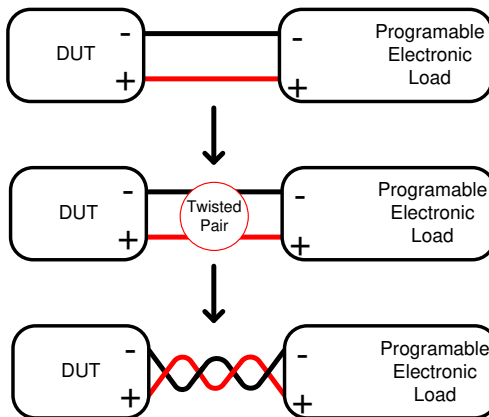 -
-
DUT
Programable
Electronic
Load
+
+
-
-
DUT
Twisted
Pair
Programable
Electronic
Load
+
+
-
-
DUT
Programable
Electronic
Load
+
+